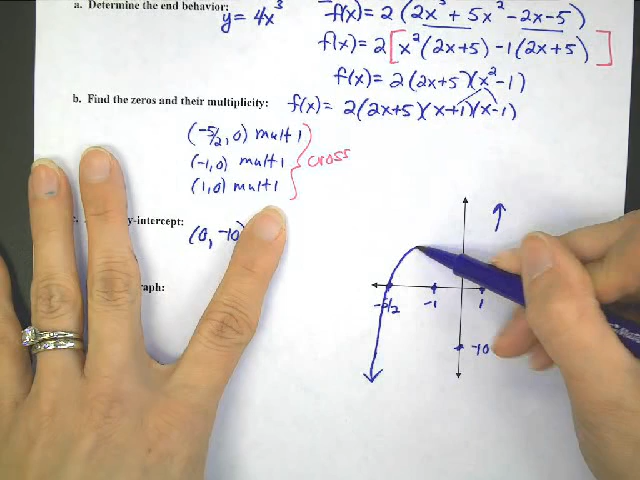 a. Determine the end behavior:
y = 4x³
f(x) = 2 (2x³ + 5x² - 2x - 5)
f(x) = 2 [x²(2x+5) - 1(2x+5)]
f(x) = 2 (2x+5)(x² - 1)
b. Find the zeros and their multiplicity: f(x) = 2(2x+5)(x+1)(x-1)
(-5/2, 0) mult 1
(-1, 0) mult 1
(1, 0) mult 1
cross
y-intercept:
(0, -10)
raph:
-5/2 -1 1
-10